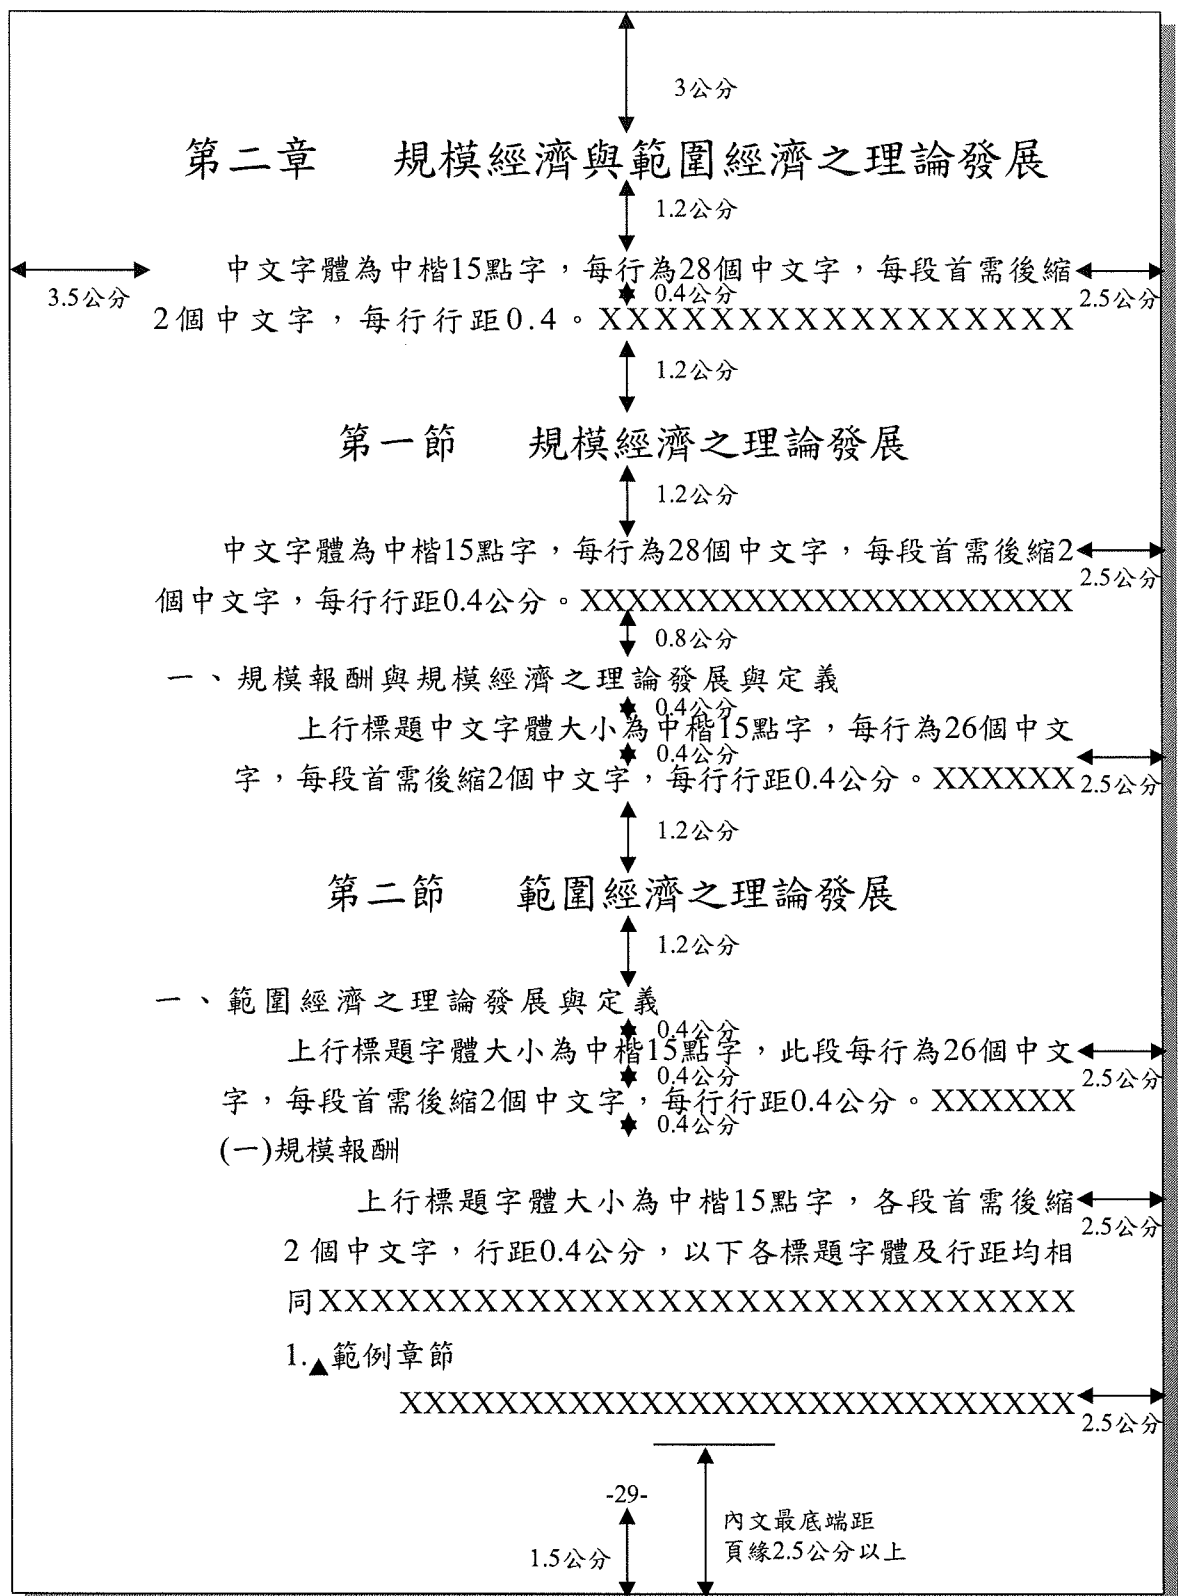 3公分
第二章 規模經濟與範圍經濟之理論發展
1.2公分
中文字體為中楷15點字，每行為28個中文字，每段首需後縮
3.5公分
0.4公分
2.5公分
2個中文字，每行行距0.4。XXXXXXXXXXXXXXXXX
1.2公分
第一節 規模經濟之理論發展
1.2公分
中文字體為中楷15點字，每行為28個中文字，每段首需後縮2
2.5公分
個中文字，每行行距0.4公分。XXXXXXXXXXXXXXXXXXXXX
0.8公分
一、規模報酬與規模經濟之理論發展與定義
0.4公分
上行標題中文字體大小為中楷15點字，每行為26個中文
0.4公分
字，每段首需後縮2個中文字，每行行距0.4公分。XXXXXX
2.5公分
1.2公分
第二節 範圍經濟之理論發展
1.2公分
一、範圍經濟之理論發展與定義
0.4公分
上行標題字體大小為中楷15點字，此段每行為26個中文
0.4公分
2.5公分
字，每段首需後縮2個中文字，每行行距0.4公分。XXXXXX
0.4公分
(一)規模報酬
上行標題字體大小為中楷15點字，各段首需後縮
2.5公分
2個中文字，行距0.4公分，以下各標題字體及行距均相
同XXXXXXXXXXXXXXXXXXXXXXXXXXXXX
1.▲範例章節
XXXXXXXXXXXXXXXXXXXXXXXXXXXX
2.5公分
-29-
內文最底端距
頁緣2.5公分以上
1.5公分